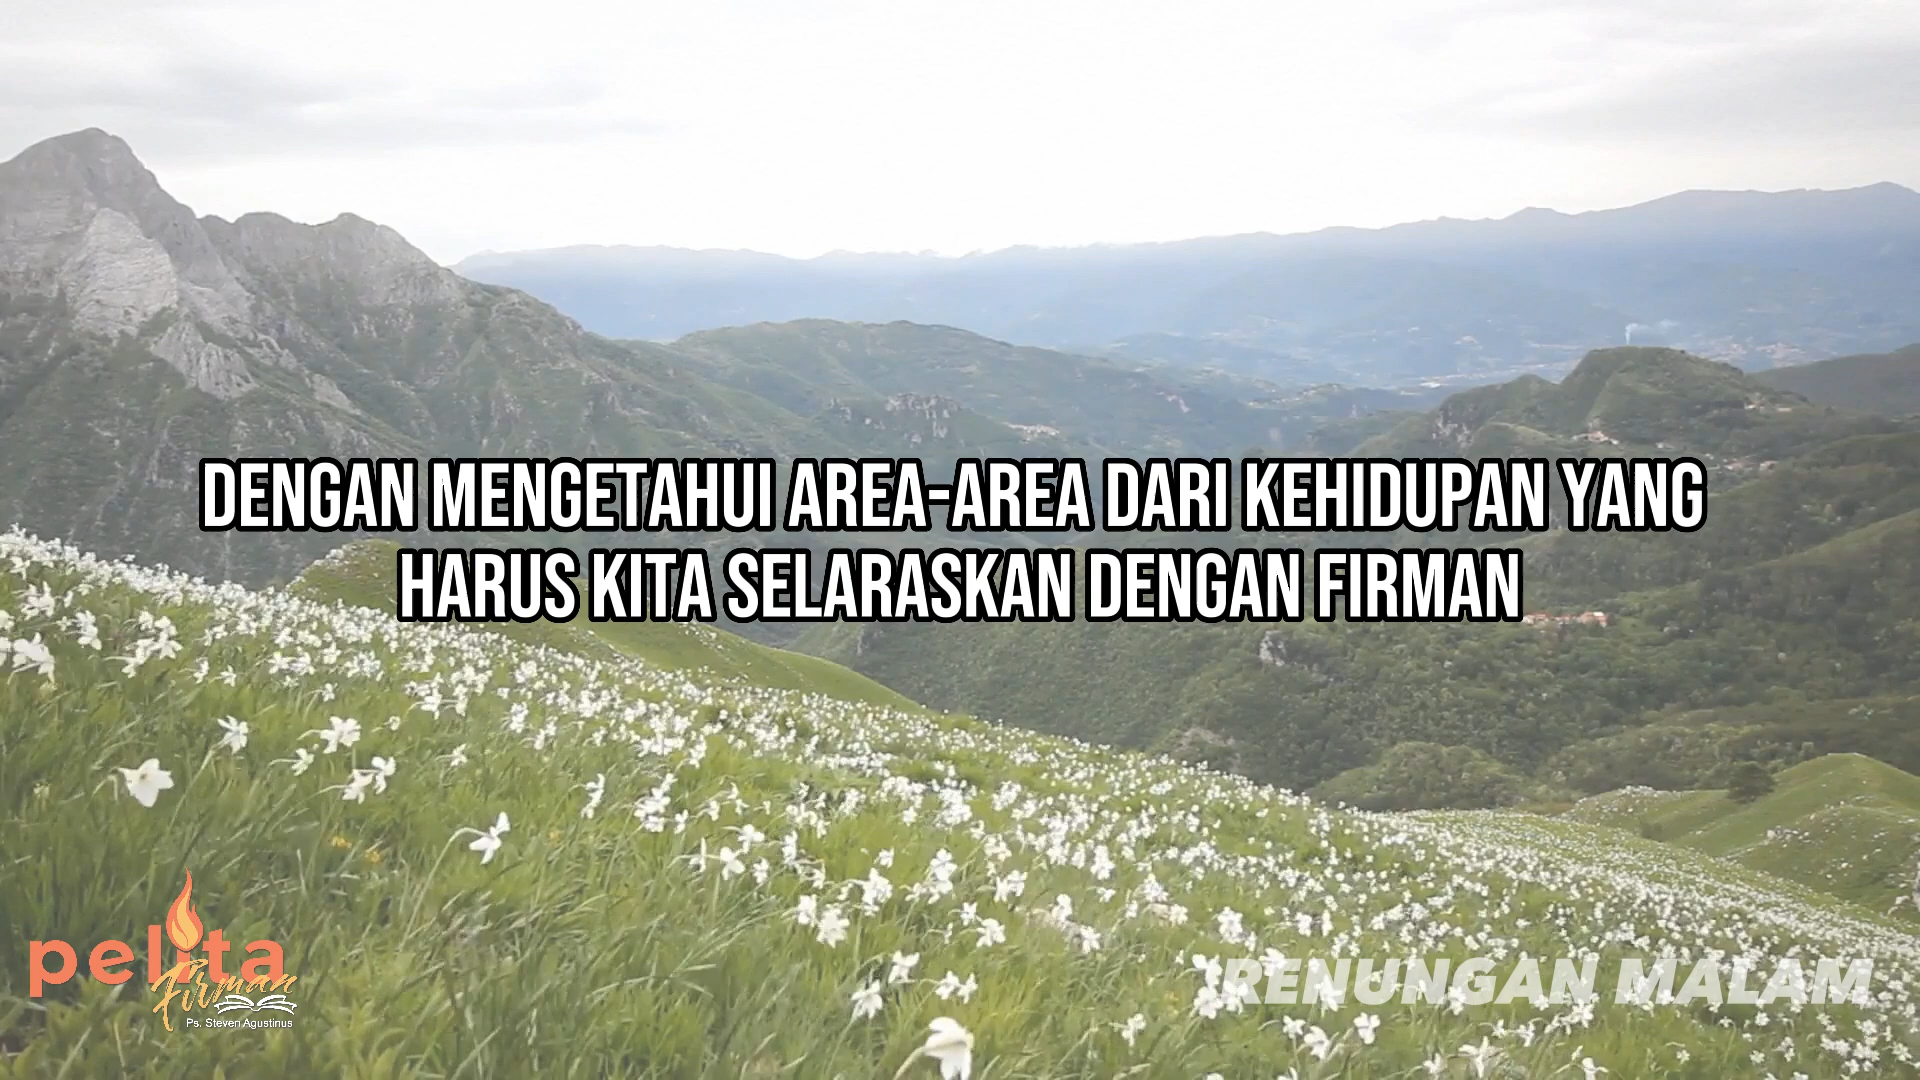 DENGAN MENGETAHUI AREA-AREA DARI KEHIDUPAN YANG
HARUS KITA SELARASKAN DENGAN FIRMAN
pelita
Firman
Ps. Steven Agustinus
RENUNGAN MALAM